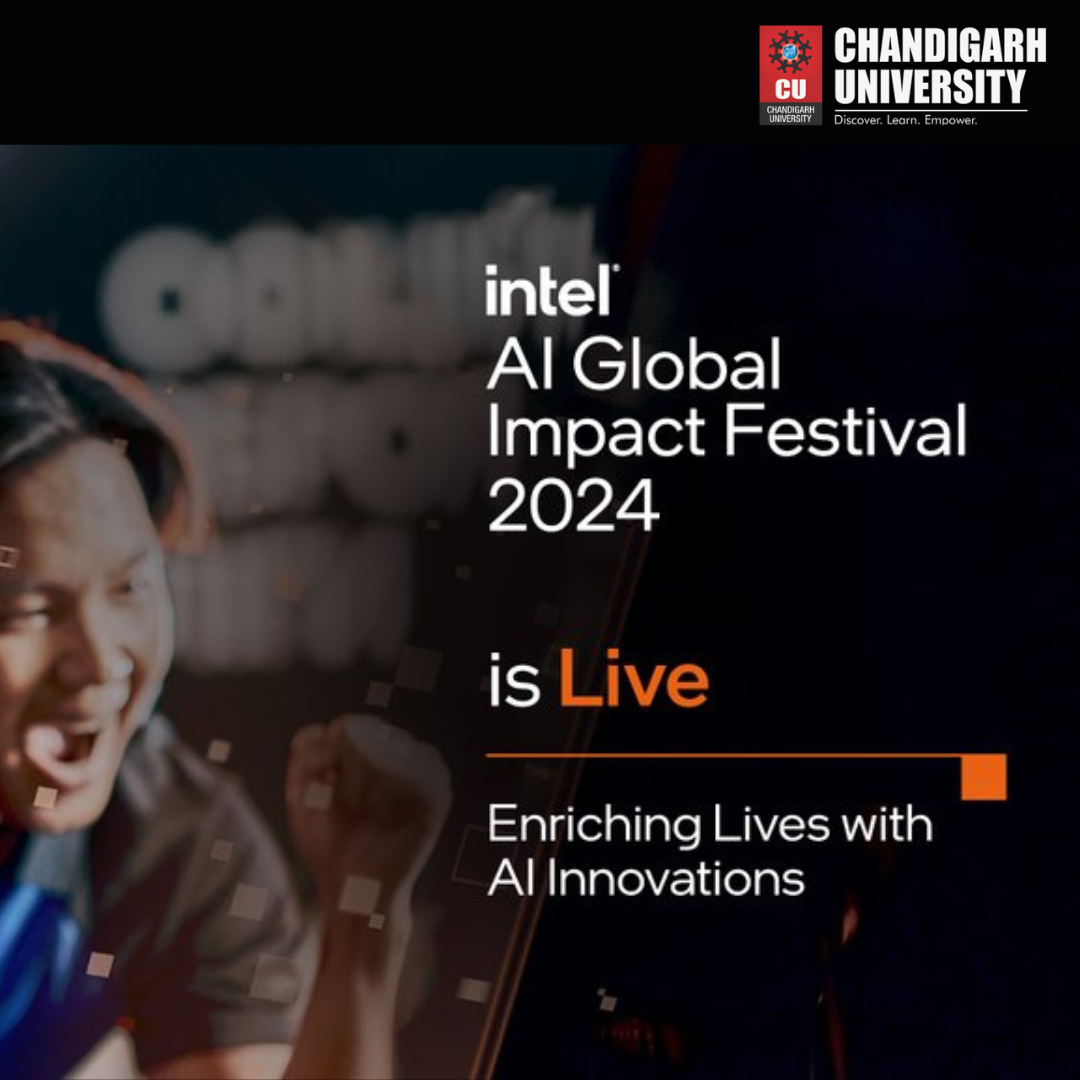 CU
CHANDIGARH
UNIVERSITY
CHANDIGARH
UNIVERSITY
Discover. Learn. Empower.
intel
AI Global
Impact Festival
2024
is Live
Enriching Lives with
AI Innovations